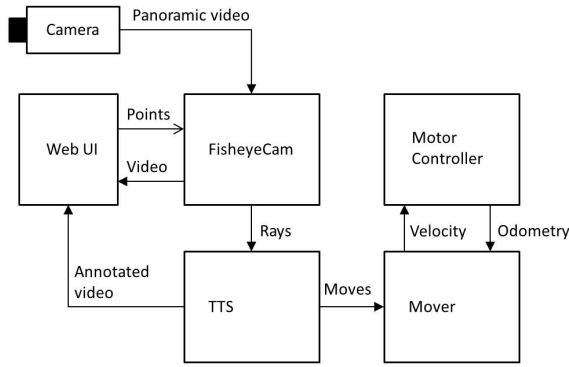 Panoramic video
Camera
Points
Web UI
FisheyeCam
Motor
Controller
Video
Rays
Velocity
Odometry
Annotated
video
Moves
TTS
Mover